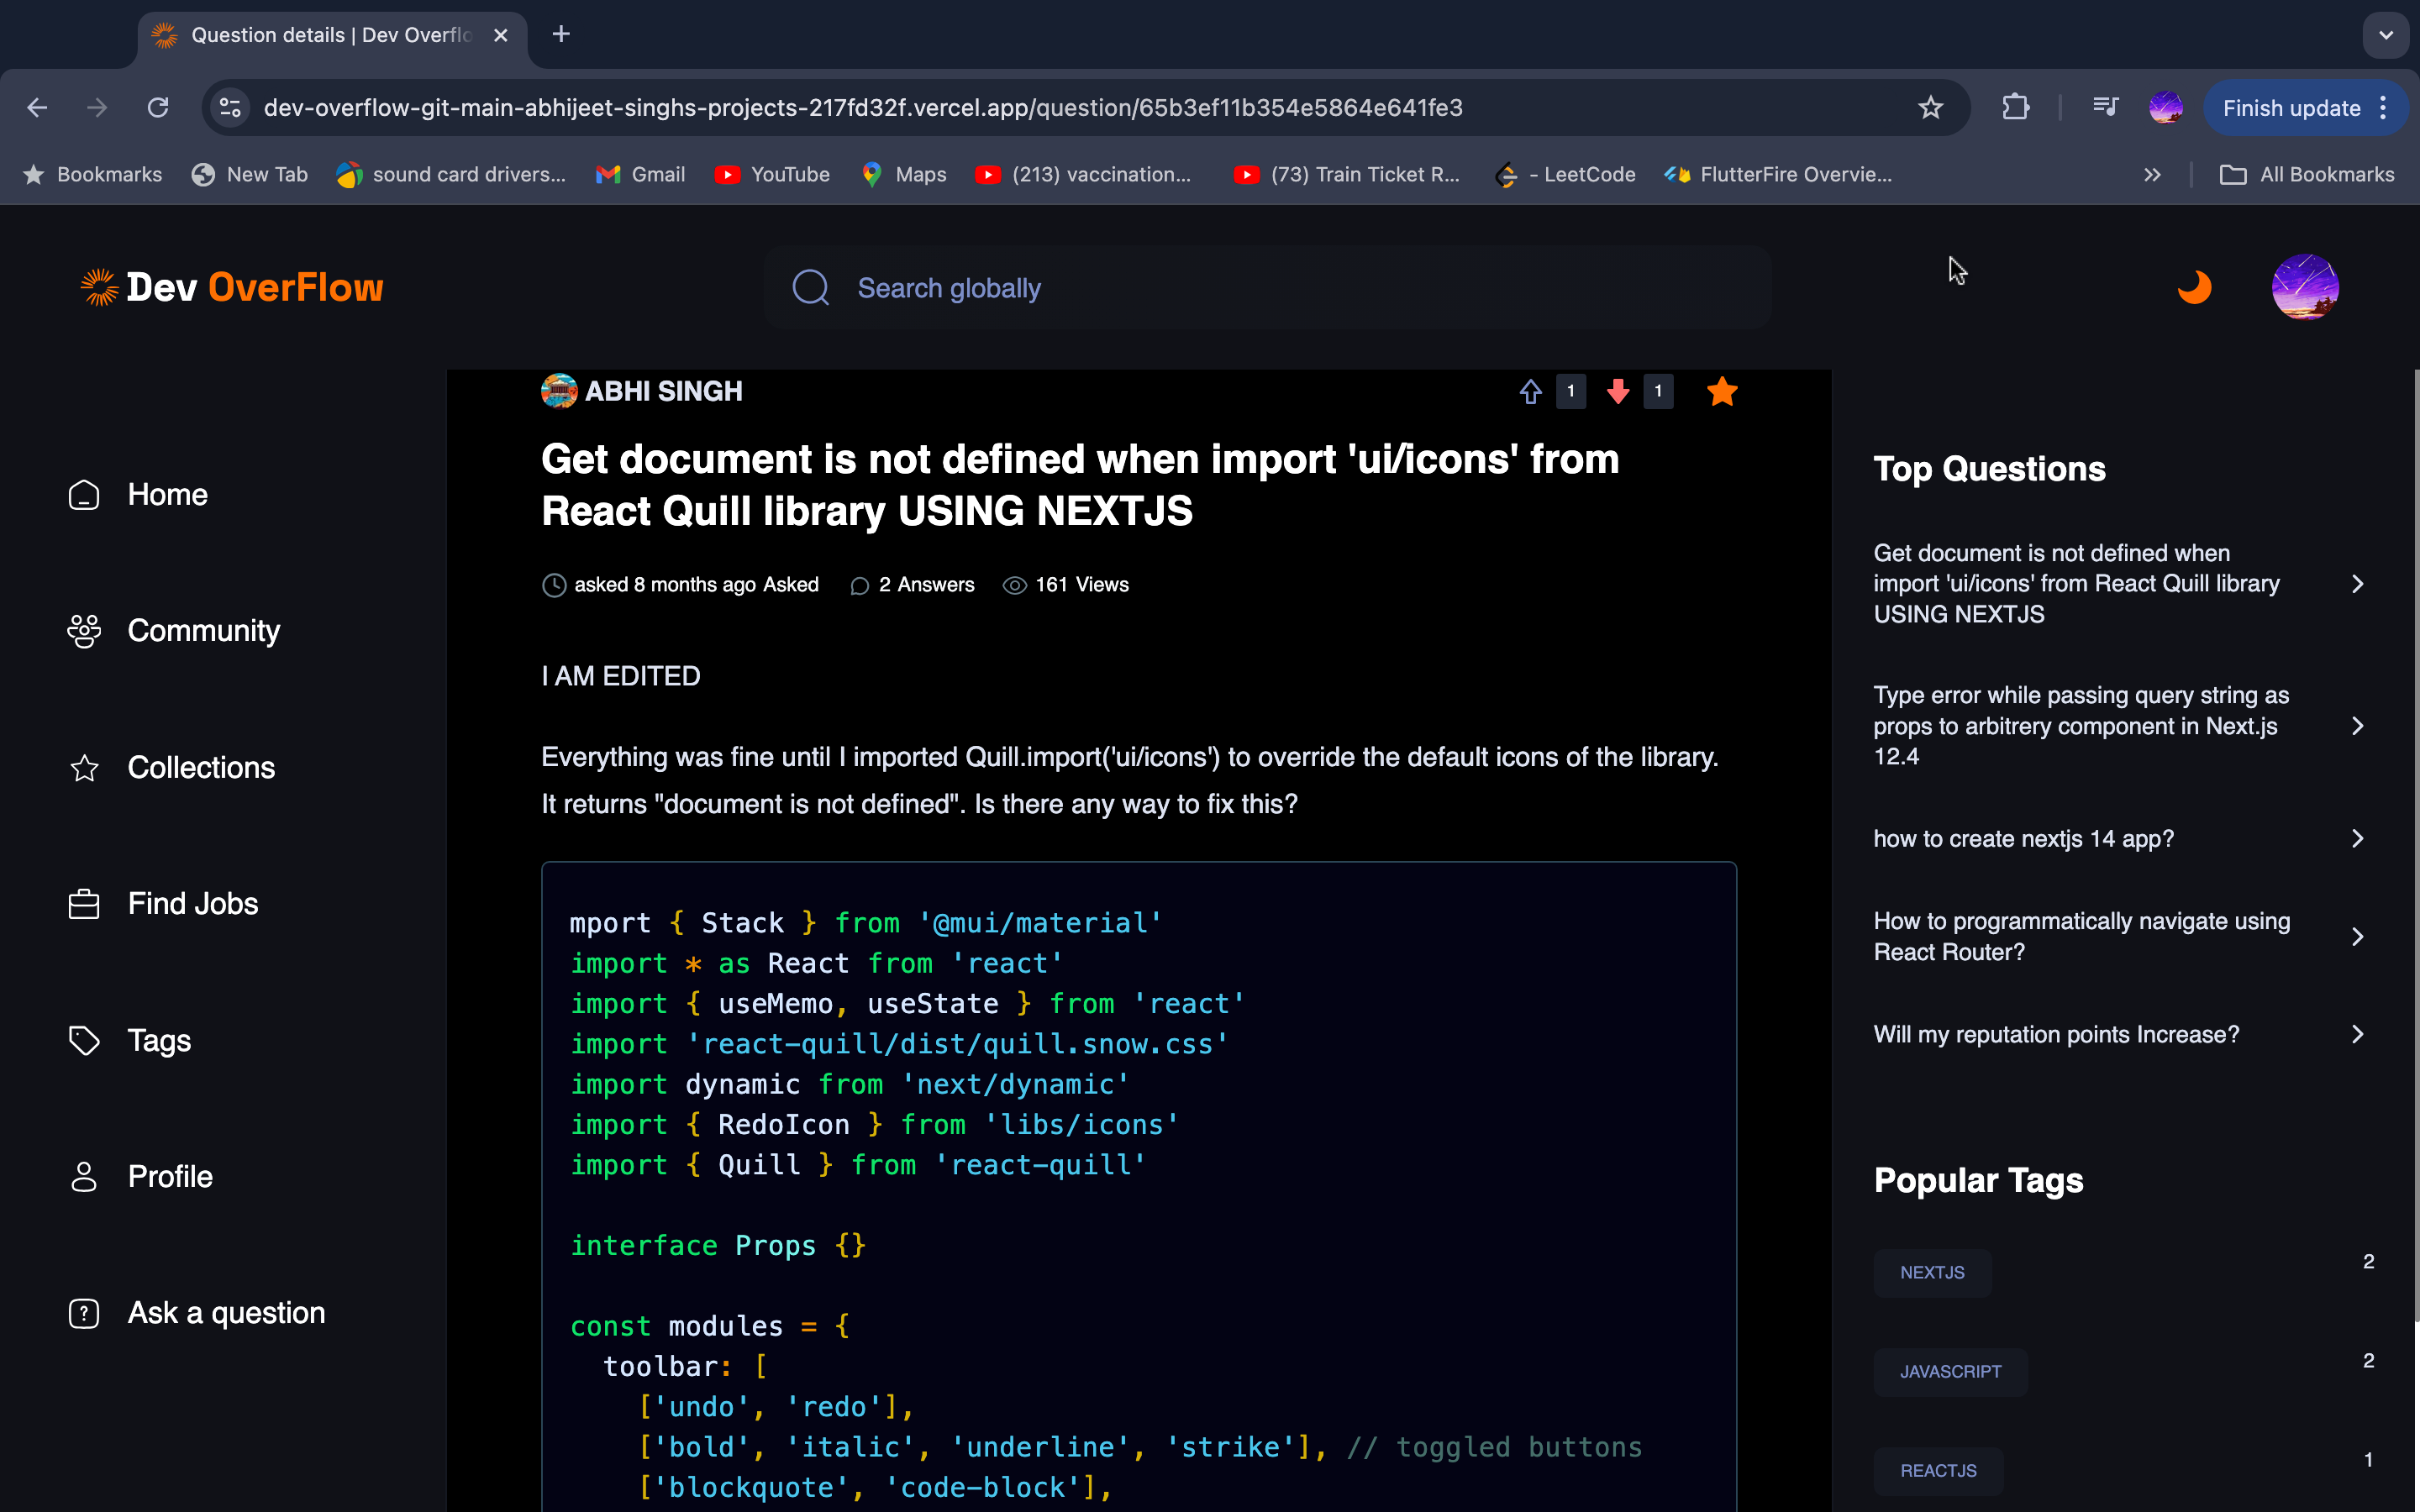 Question details | Dev Overflo
Finish update
dev-overflow-git-main-abhijeet-singhs-projects-217fd32f.vercel.app/question/65b3ef11b354e5864e641fe3
Bookmarks
New Tab
sound card drivers...
Gmail
YouTube
Maps
(213) vaccination...
(73) Train Ticket R...
- LeetCode
FlutterFire Overvie...
All Bookmarks
Dev OverFlow
Search globally
Home
Community
Collections
Find Jobs
Tags
Profile
Ask a question
ABHI SINGH
1
1
Get document is not defined when import 'ui/icons' from
React Quill library USING NEXTJS
asked 8 months ago Asked
2 Answers
161 Views
I AM EDITED
Everything was fine until I imported Quill.import('ui/icons') to override the default icons of the library.
It returns "document is not defined". Is there any way to fix this?
mport { Stack } from '@mui/material'
import * as React from 'react'
import { useMemo, useState } from 'react'
import 'react-quill/dist/quill.snow.css'
import dynamic from 'next/dynamic'
import { RedoIcon } from 'libs/icons'
import { Quill } from 'react-quill'
interface Props {}
const modules = {
toolbar: [
['undo', 'redo'],
['bold', 'italic', 'underline', 'strike'], // toggled buttons
['blockquote', 'code-block'],
Top Questions
Get document is not defined when
import 'ui/icons' from React Quill library
USING NEXTJS
Type error while passing query string as
props to arbitrery component in Next.js
12.4
how to create nextjs 14 app?
How to programmatically navigate using
React Router?
Will my reputation points Increase?
Popular Tags
NEXTJS
2
JAVASCRIPT
2
REACTJS
1